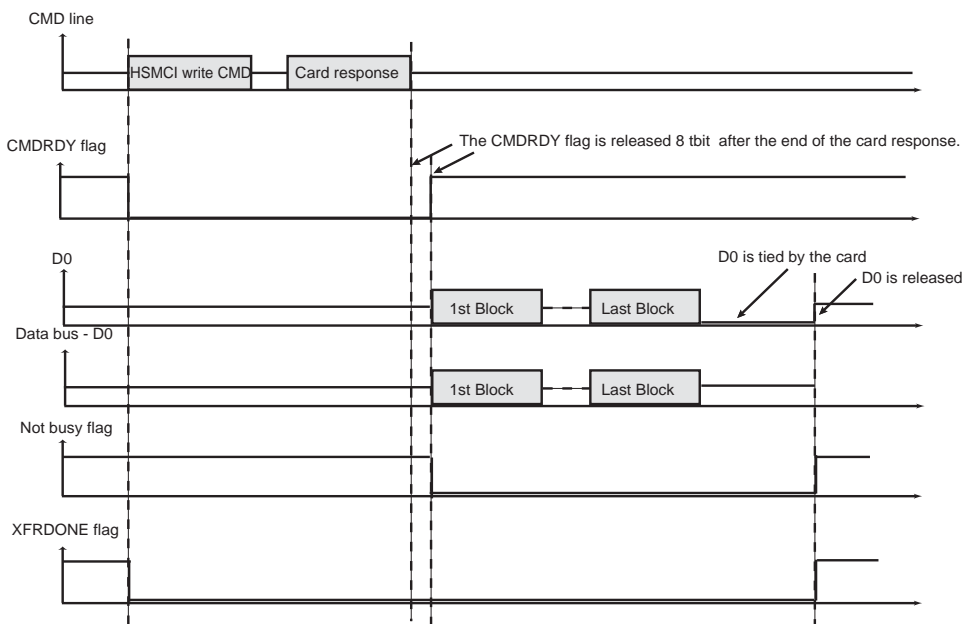 CMD line
HSMCI write CMD
Card response
The CMDRDY flag is released 8 tbit after the end of the card response.
CMDRDY flag
D0 is tied by the card
D0
D0 is released
1st Block
Last Block
Data bus - D0
1st Block
Last Block
Not busy flag
XFRDONE flag